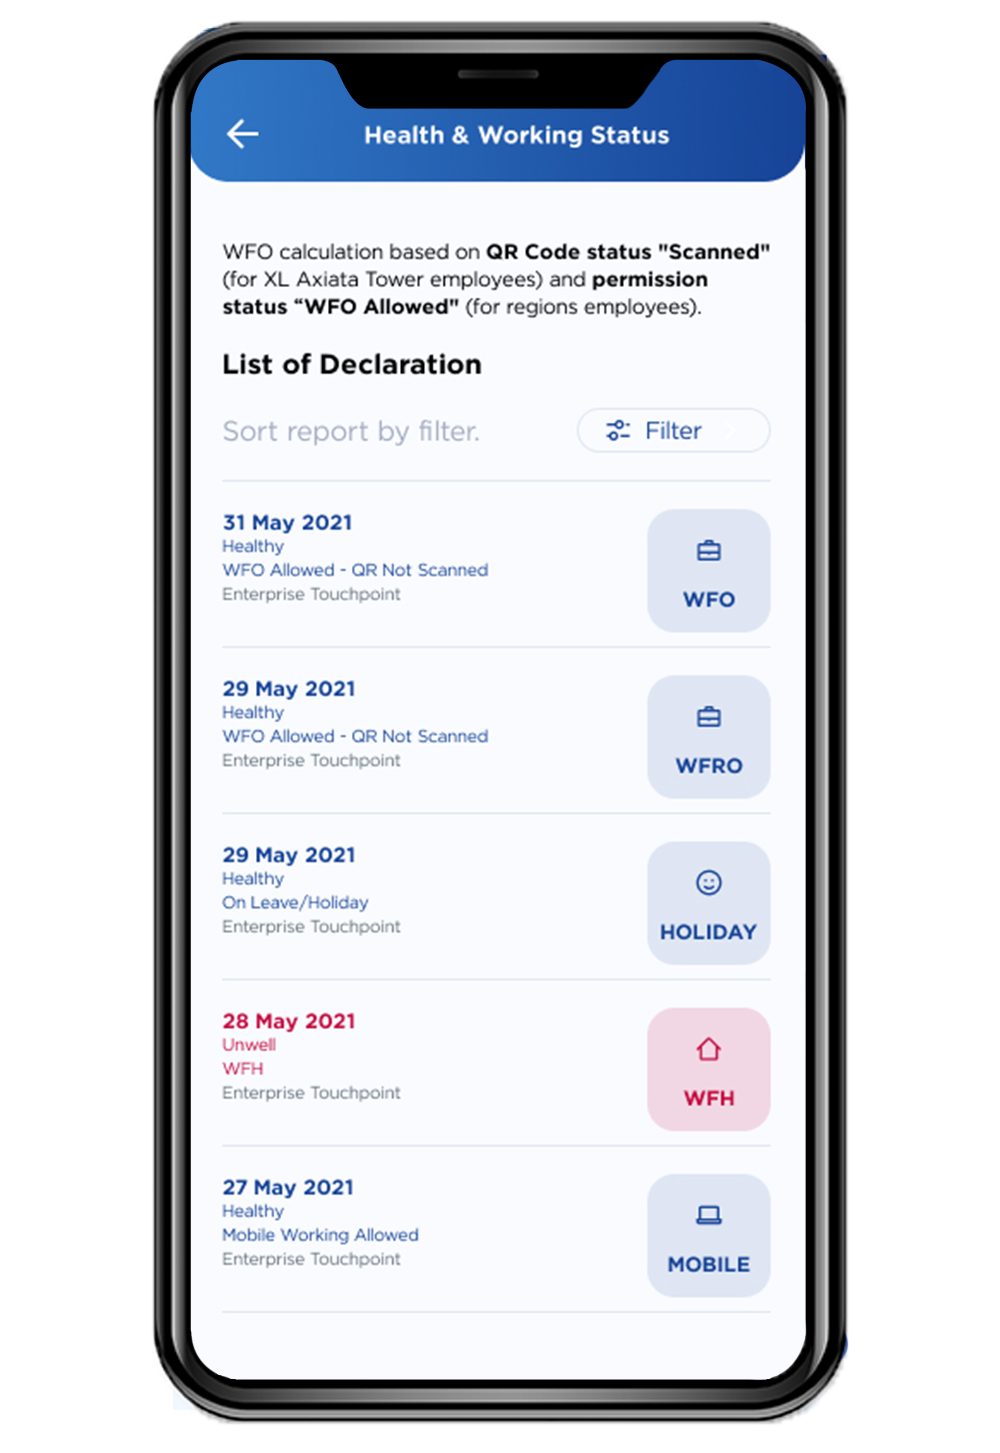 Health & Working Status
WFO calculation based on QR Code status "Scanned"
(for XL Axiata Tower employees) and permission
status “WFO Allowed" (for regions employees).
List of Declaration
Sort report by filter.
Filter
31 May 2021
Healthy
WFO Allowed - QR Not Scanned
Enterprise Touchpoint
WFO
29 May 2021
Healthy
WFO Allowed - QR Not Scanned
Enterprise Touchpoint
WFRO
29 May 2021
Healthy
On Leave/Holiday
Enterprise Touchpoint
HOLIDAY
28 May 2021
Unwell
WFH
Enterprise Touchpoint
WFH
27 May 2021
Healthy
Mobile Working Allowed
Enterprise Touchpoint
MOBILE